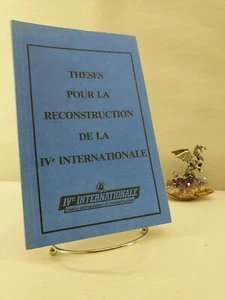 THESES
POUR LA
RECONSTRUCTION
DE LA
IVe INTERNATIONALE
IVe INTERNATIONALE